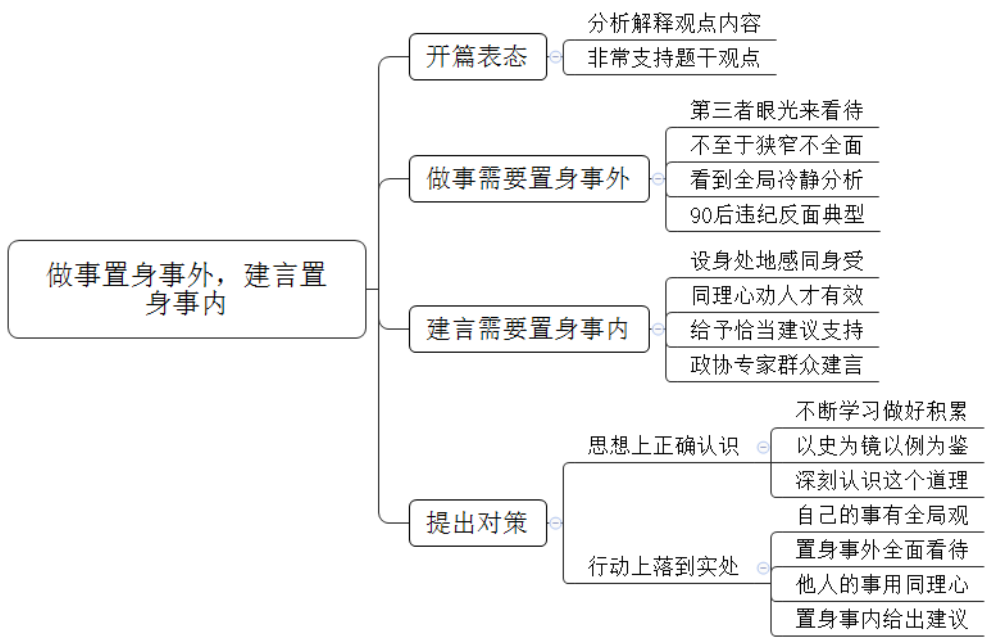 做事置身事外，建言置
身事内
开篇表态
分析解释观点内容
非常支持题干观点
做事需要置身事外
第三者眼光来看待
不至于狭窄不全面
看到全局冷静分析
90后违纪反面典型
建言需要置身事内
设身处地感同身受
同理心劝人才有效
给予恰当建议支持
政协专家群众建言
提出对策
思想上正确认识
不断学习做好积累
以史为镜以例为鉴
深刻认识这个道理
行动上落到实处
自己的事有全局观
置身事外全面看待
他人的事用同理心
置身事内给出建议